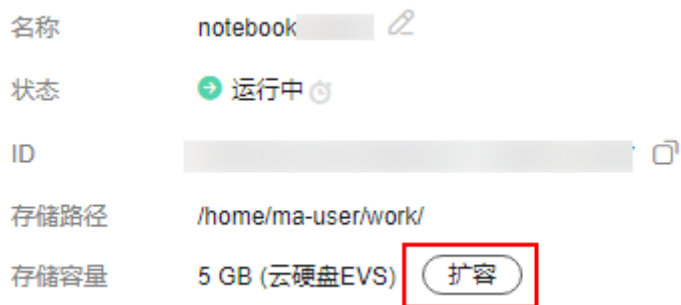 名称 notebook
状态 运行中
ID
存储路径 /home/ma-user/work/
存储容量 5 GB (云硬盘EVS) 扩容